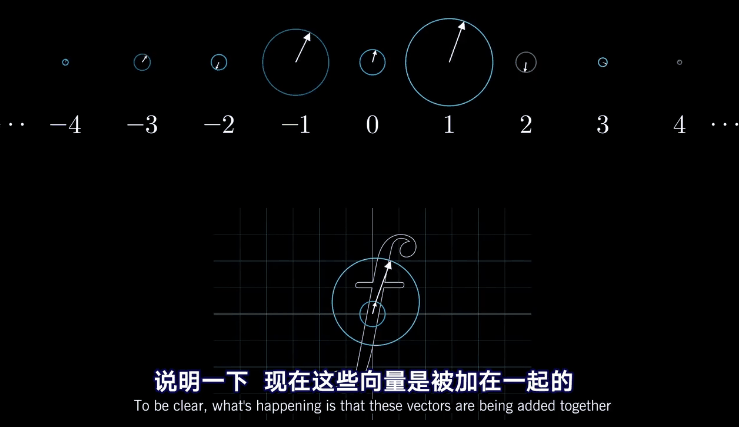 ··· −4 −3 −2 −1 0 1 2 3 4 ···
f
说明一下 现在这些向量是被加在一起的
To be clear, what's happening is that these vectors are being added together